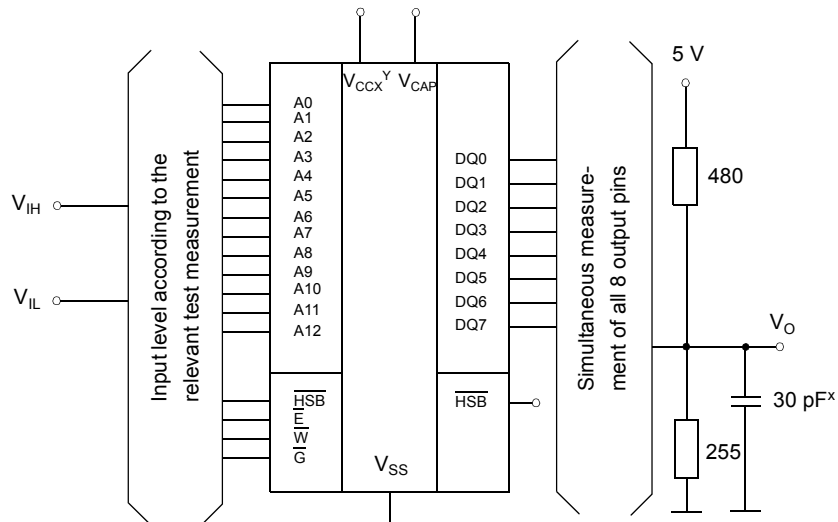 V_IH
V_IL
Input level according to the
relevant test measurement
V_CCX^Y
V_CAP
A0
A1
A2
A3
A4
A5
A6
A7
A8
A9
A10
A11
A12
HSB
E
W
G
V_SS
DQ0
DQ1
DQ2
DQ3
DQ4
DQ5
DQ6
DQ7
HSB
Simultaneous measure-
ment of all 8 output pins
5 V
480
V_O
30 pF^x
255